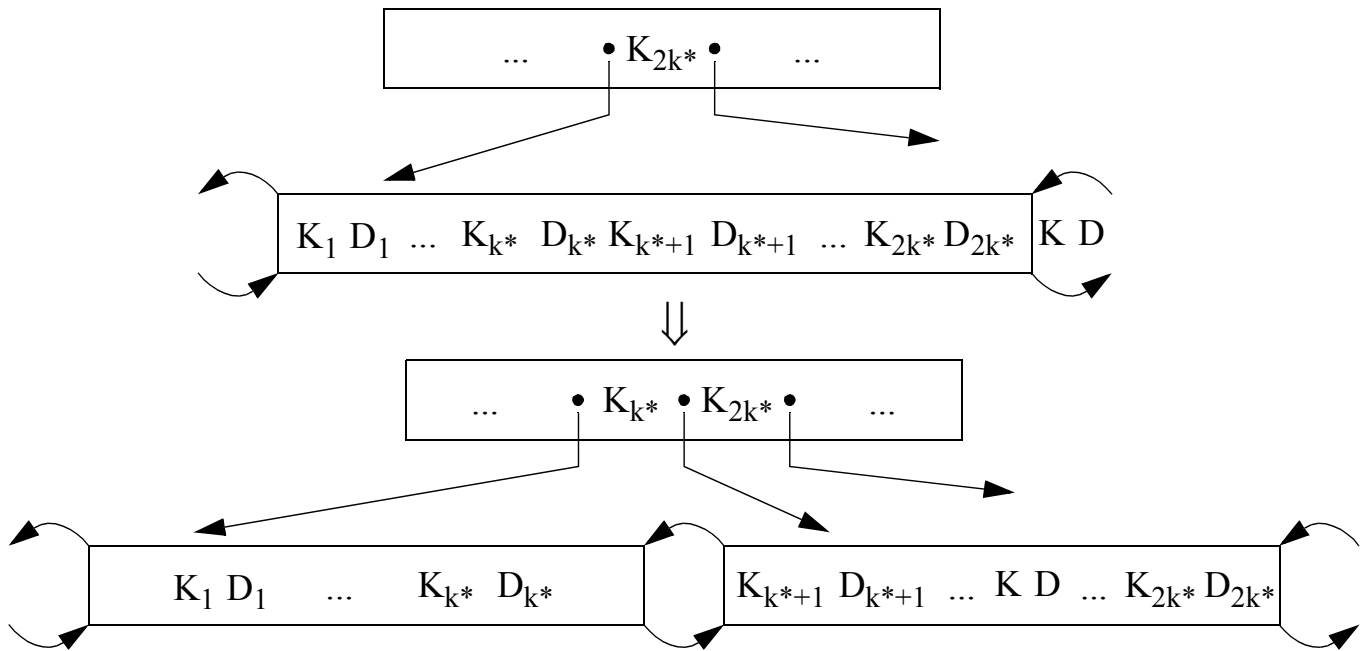 ... • K₂ₖ* • ...
K₁ D₁ ... Kₖ* Dₖ* Kₖ*₊₁ Dₖ*₊₁ ... K₂ₖ* D₂ₖ* K D
⇓
... • Kₖ* • K₂ₖ* • ...
K₁ D₁ ... Kₖ* Dₖ* Kₖ*₊₁ Dₖ*₊₁ ... K D ... K₂ₖ* D₂ₖ*